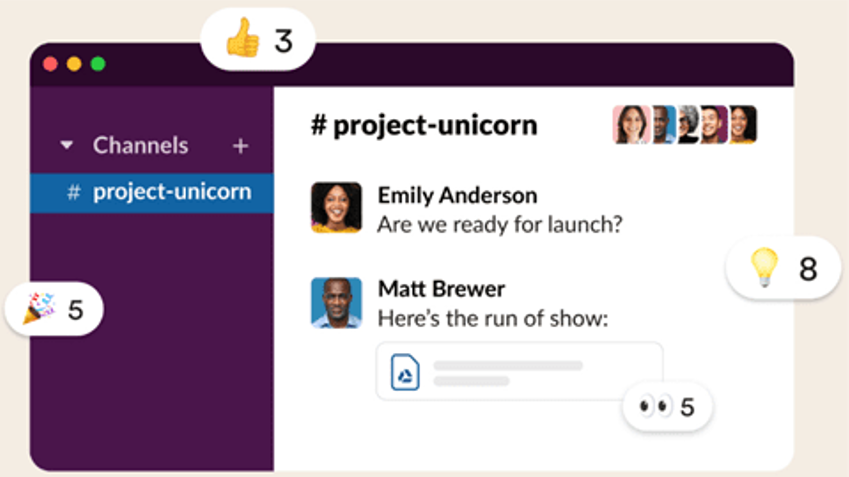 👍 3
# project-unicorn
Channels +
# project-unicorn
Emily Anderson
Are we ready for launch?
💡 8
Matt Brewer
Here’s the run of show:
🎉 5
👀 5